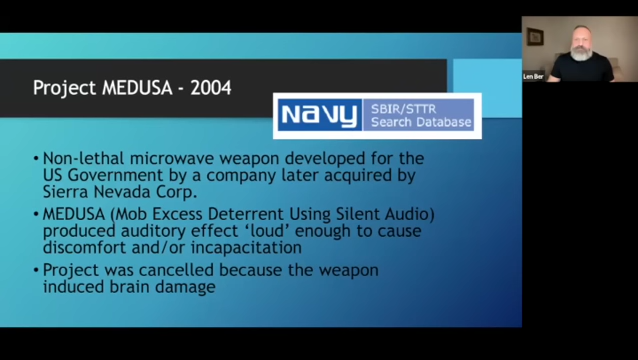 Project MEDUSA - 2004
Navy
SBIR/STTR
Search Database
• Non-lethal microwave weapon developed for the
US Government by a company later acquired by
Sierra Nevada Corp.
• MEDUSA (Mob Excess Deterrent Using Silent Audio)
produced auditory effect ‘loud’ enough to cause
discomfort and/or incapacitation
• Project was cancelled because the weapon
induced brain damage
Len Ber